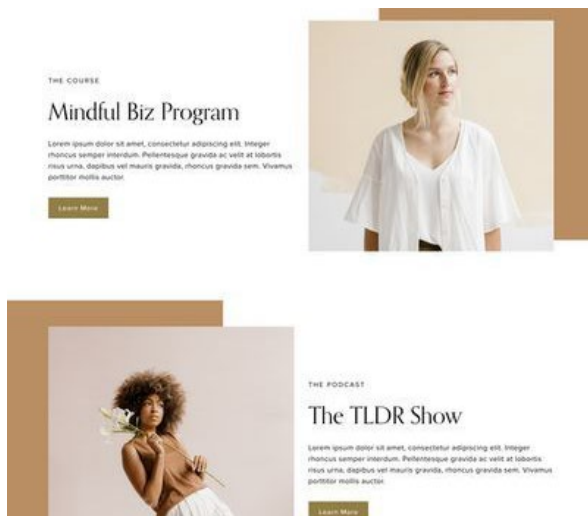 THE COURSE
Mindful Biz Program
Lorem ipsum dolor sit amet, consectetur adipiscing elit. Integer
rhoncus semper interdum. Pellentesque gravida ac velit at lobortis
risus urna, dapibus vel mauris gravida, rhoncus gravida sem. Vivamus
porttitor mollis auctor.
Learn More
THE PODCAST
The TLDR Show
Lorem ipsum dolor sit amet, consectetur adipiscing elit. Integer
rhoncus semper interdum. Pellentesque gravida ac velit at lobortis
risus urna, dapibus vel mauris gravida, rhoncus gravida sem. Vivamus
porttitor mollis auctor.
Learn More